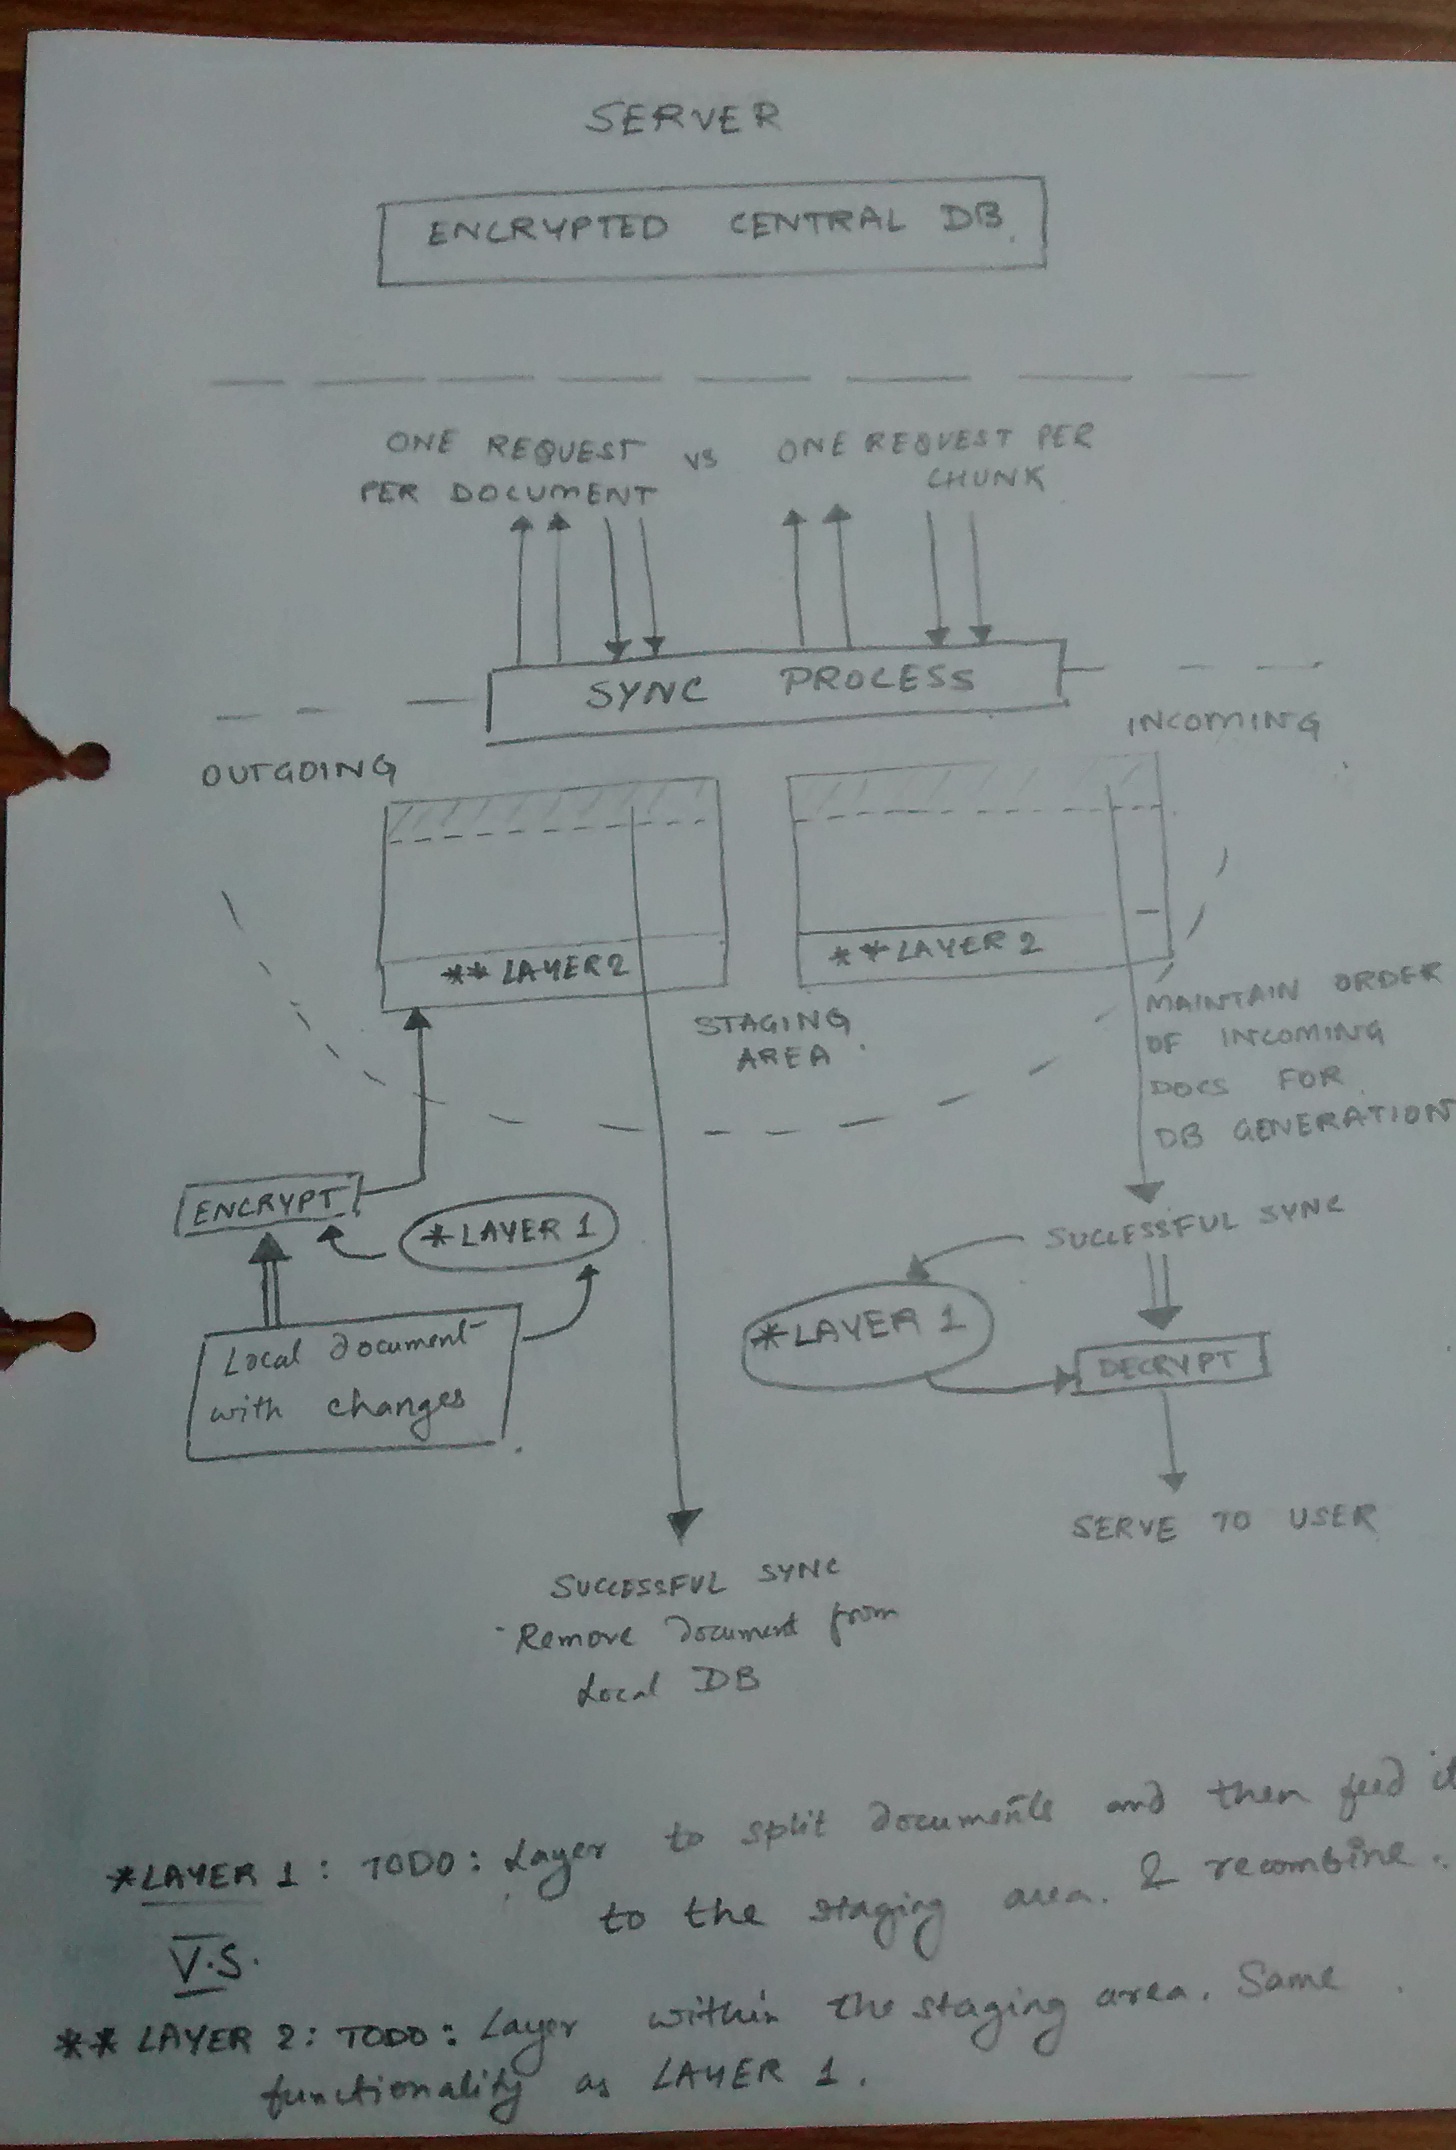 SERVER
ENCRYPTED CENTRAL DB.
ONE REQUEST
PER DOCUMENT
vs
ONE REQUEST PER
CHUNK
SYNC PROCESS
OUTGOING
INCOMING
** LAYER 2
** LAYER 2
STAGING
AREA
MAINTAIN ORDER
OF INCOMING
DOCS FOR
DB GENERATION
ENCRYPT
*LAYER 1
SUCCESSFUL SYNC
Local document
with changes
*LAYER 1
DECRYPT
SERVE TO USER
SUCCESSFUL SYNC
- Remove document from
Local DB
*LAYER 1: TODO: Layer to split documents and then feed it
to the staging area. & recombine.
V.S.
** LAYER 2: TODO: Layer within the staging area. Same
functionality as LAYER 1.